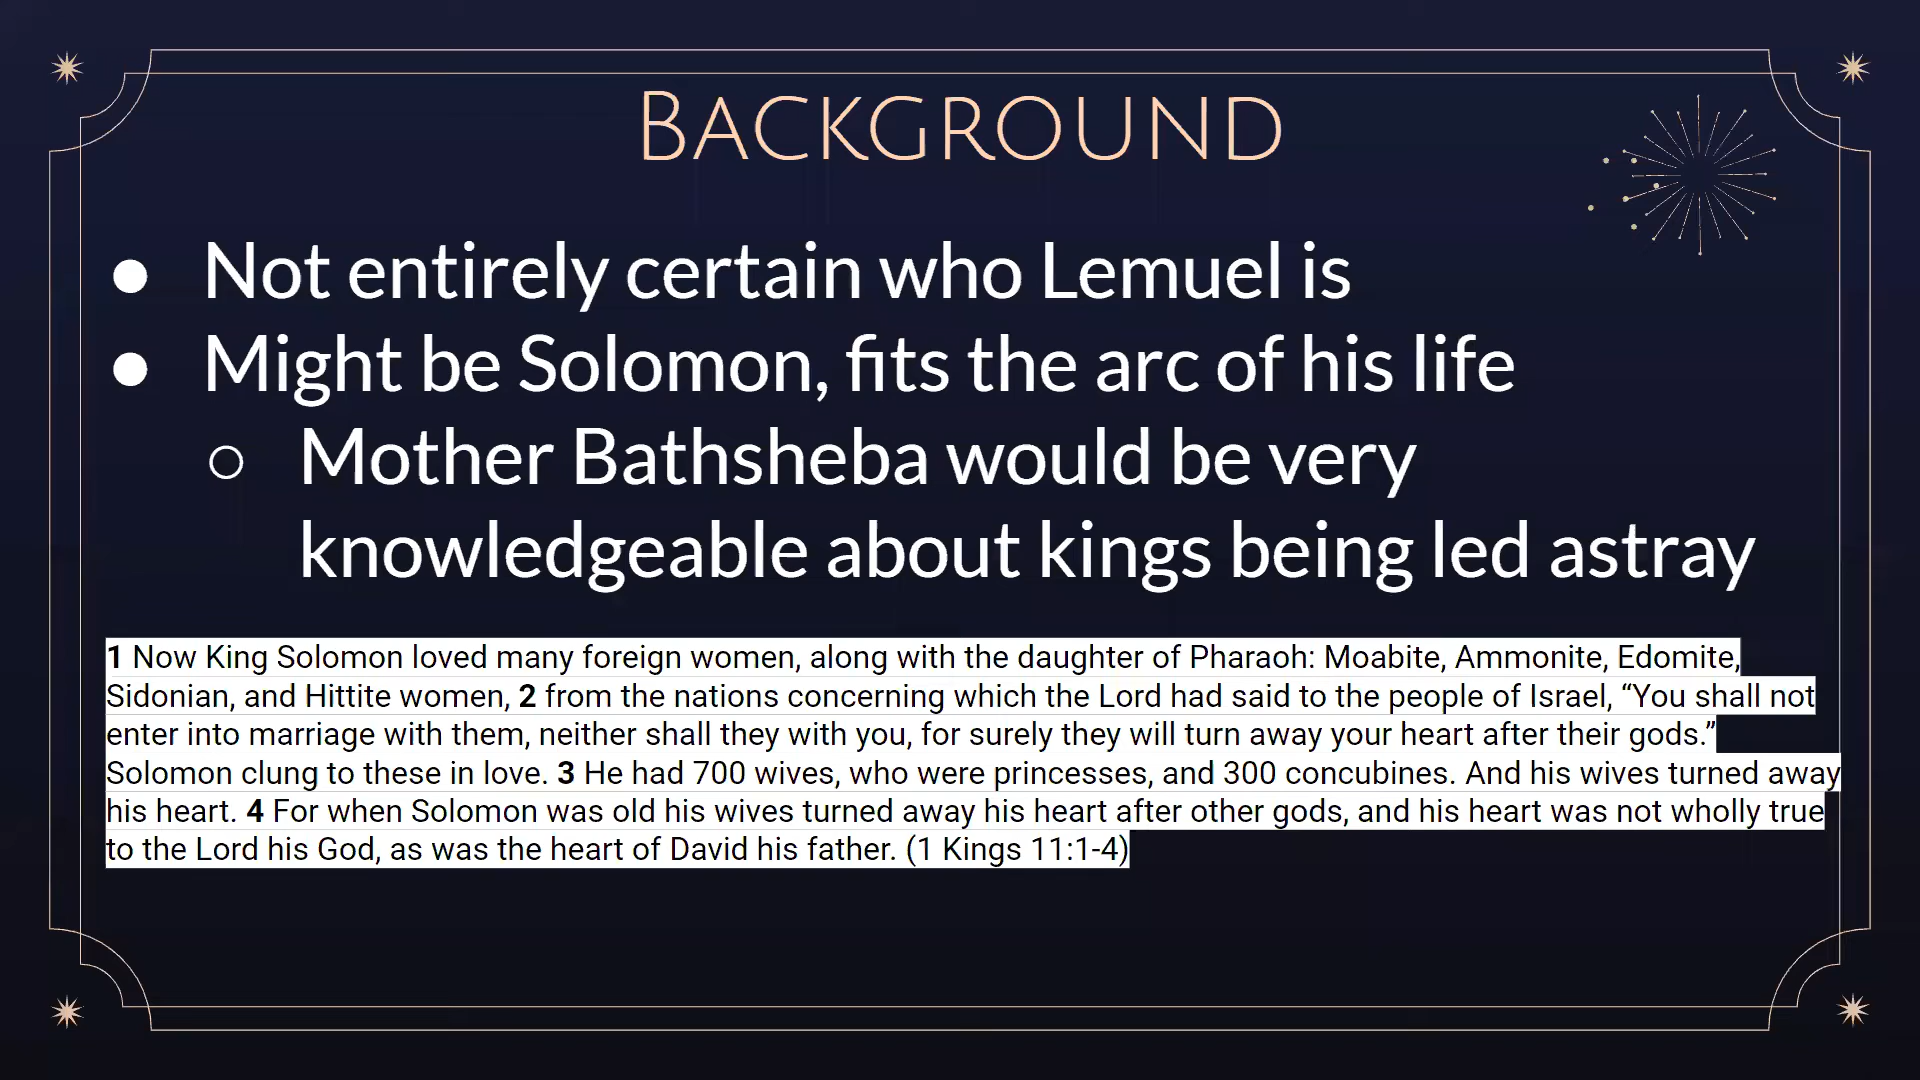 BACKGROUND
● Not entirely certain who Lemuel is
● Might be Solomon, fits the arc of his life
○ Mother Bathsheba would be very
knowledgeable about kings being led astray
1 Now King Solomon loved many foreign women, along with the daughter of Pharaoh: Moabite, Ammonite, Edomite,
Sidonian, and Hittite women, 2 from the nations concerning which the Lord had said to the people of Israel, “You shall not
enter into marriage with them, neither shall they with you, for surely they will turn away your heart after their gods.”
Solomon clung to these in love. 3 He had 700 wives, who were princesses, and 300 concubines. And his wives turned away
his heart. 4 For when Solomon was old his wives turned away his heart after other gods, and his heart was not wholly true
to the Lord his God, as was the heart of David his father. (1 Kings 11:1-4)